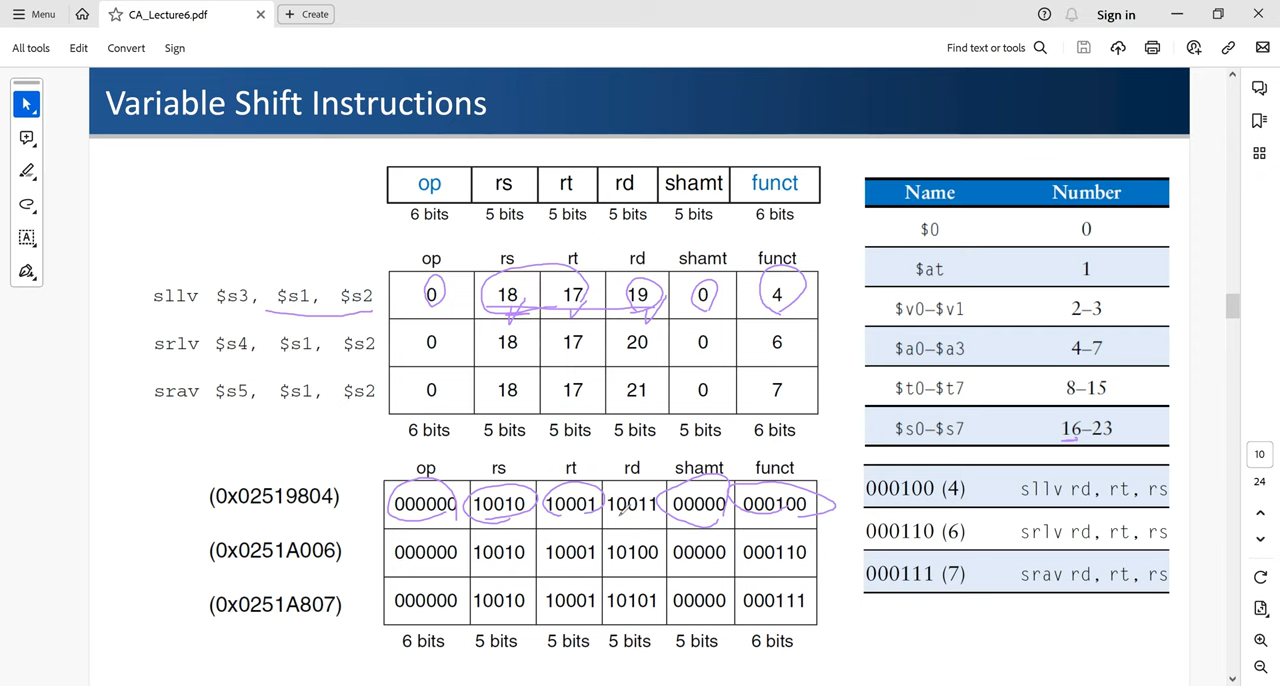 Menu CA_Lecture6.pdf Create Sign in
All tools Edit Convert Sign Find text or tools
Variable Shift Instructions
op rs rt rd shamt funct
6 bits 5 bits 5 bits 5 bits 5 bits 6 bits
op rs rt rd shamt funct
sllv $s3, $s1, $s2 0 18 17 19 0 4
srlv $s4, $s1, $s2 0 18 17 20 0 6
srav $s5, $s1, $s2 0 18 17 21 0 7
6 bits 5 bits 5 bits 5 bits 5 bits 6 bits
op rs rt rd shamt funct
(0x02519804) 000000 10010 10001 10011 00000 000100
(0x0251A006) 000000 10010 10001 10100 00000 000110
(0x0251A807) 000000 10010 10001 10101 00000 000111
6 bits 5 bits 5 bits 5 bits 5 bits 6 bits
Name Number
$0 0
$at 1
$v0–$v1 2–3
$a0–$a3 4–7
$t0–$t7 8–15
$s0–$s7 16–23
000100 (4) sllv rd, rt, rs
000110 (6) srlv rd, rt, rs
000111 (7) srav rd, rt, rs
10
24